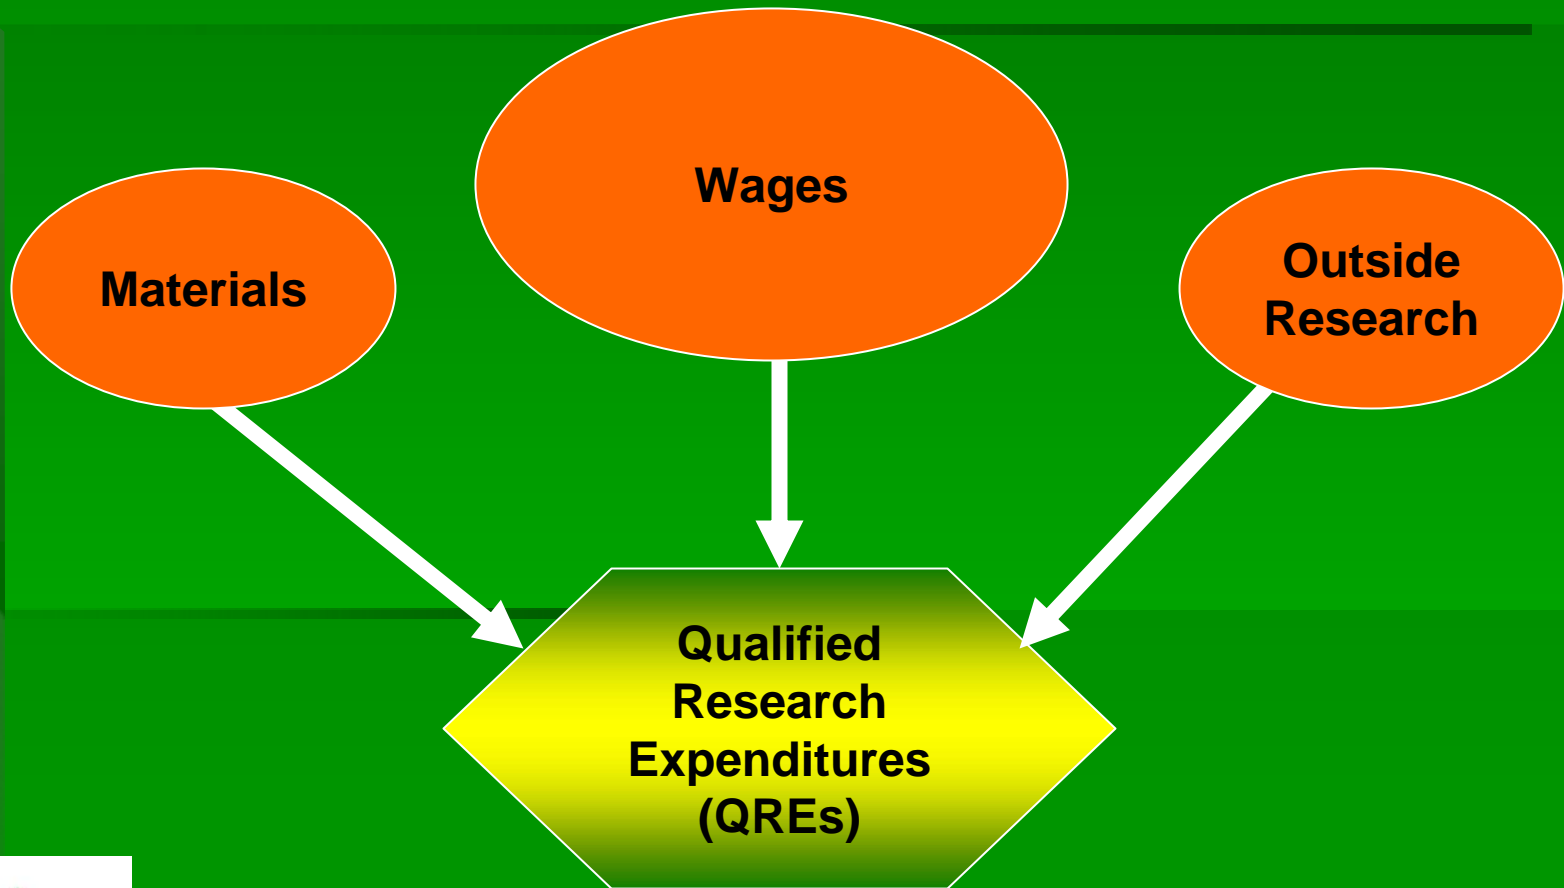 Wages
Materials
Outside
Research
Qualified
Research
Expenditures
(QREs)